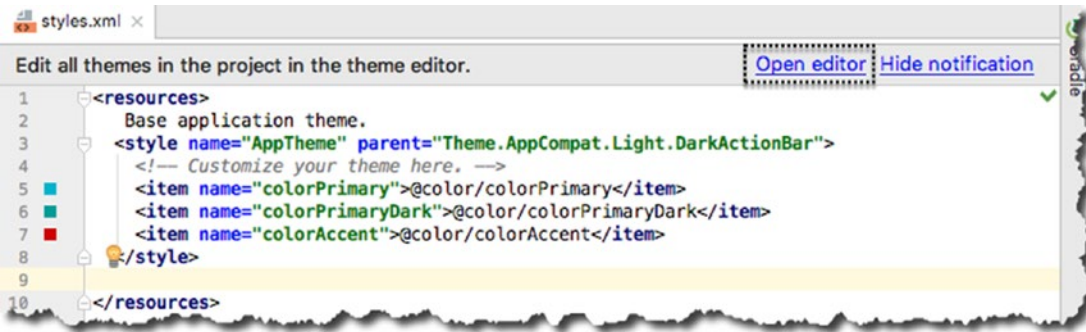 styles.xml
Edit all themes in the project in the theme editor. Open editor Hide notification
1 <resources>
2 Base application theme.
3 <style name="AppTheme" parent="Theme.AppCompat.Light.DarkActionBar">
4 <!-- Customize your theme here. -->
5 <item name="colorPrimary">@color/colorPrimary</item>
6 <item name="colorPrimaryDark">@color/colorPrimaryDark</item>
7 <item name="colorAccent">@color/colorAccent</item>
8 </style>
9
10 </resources>